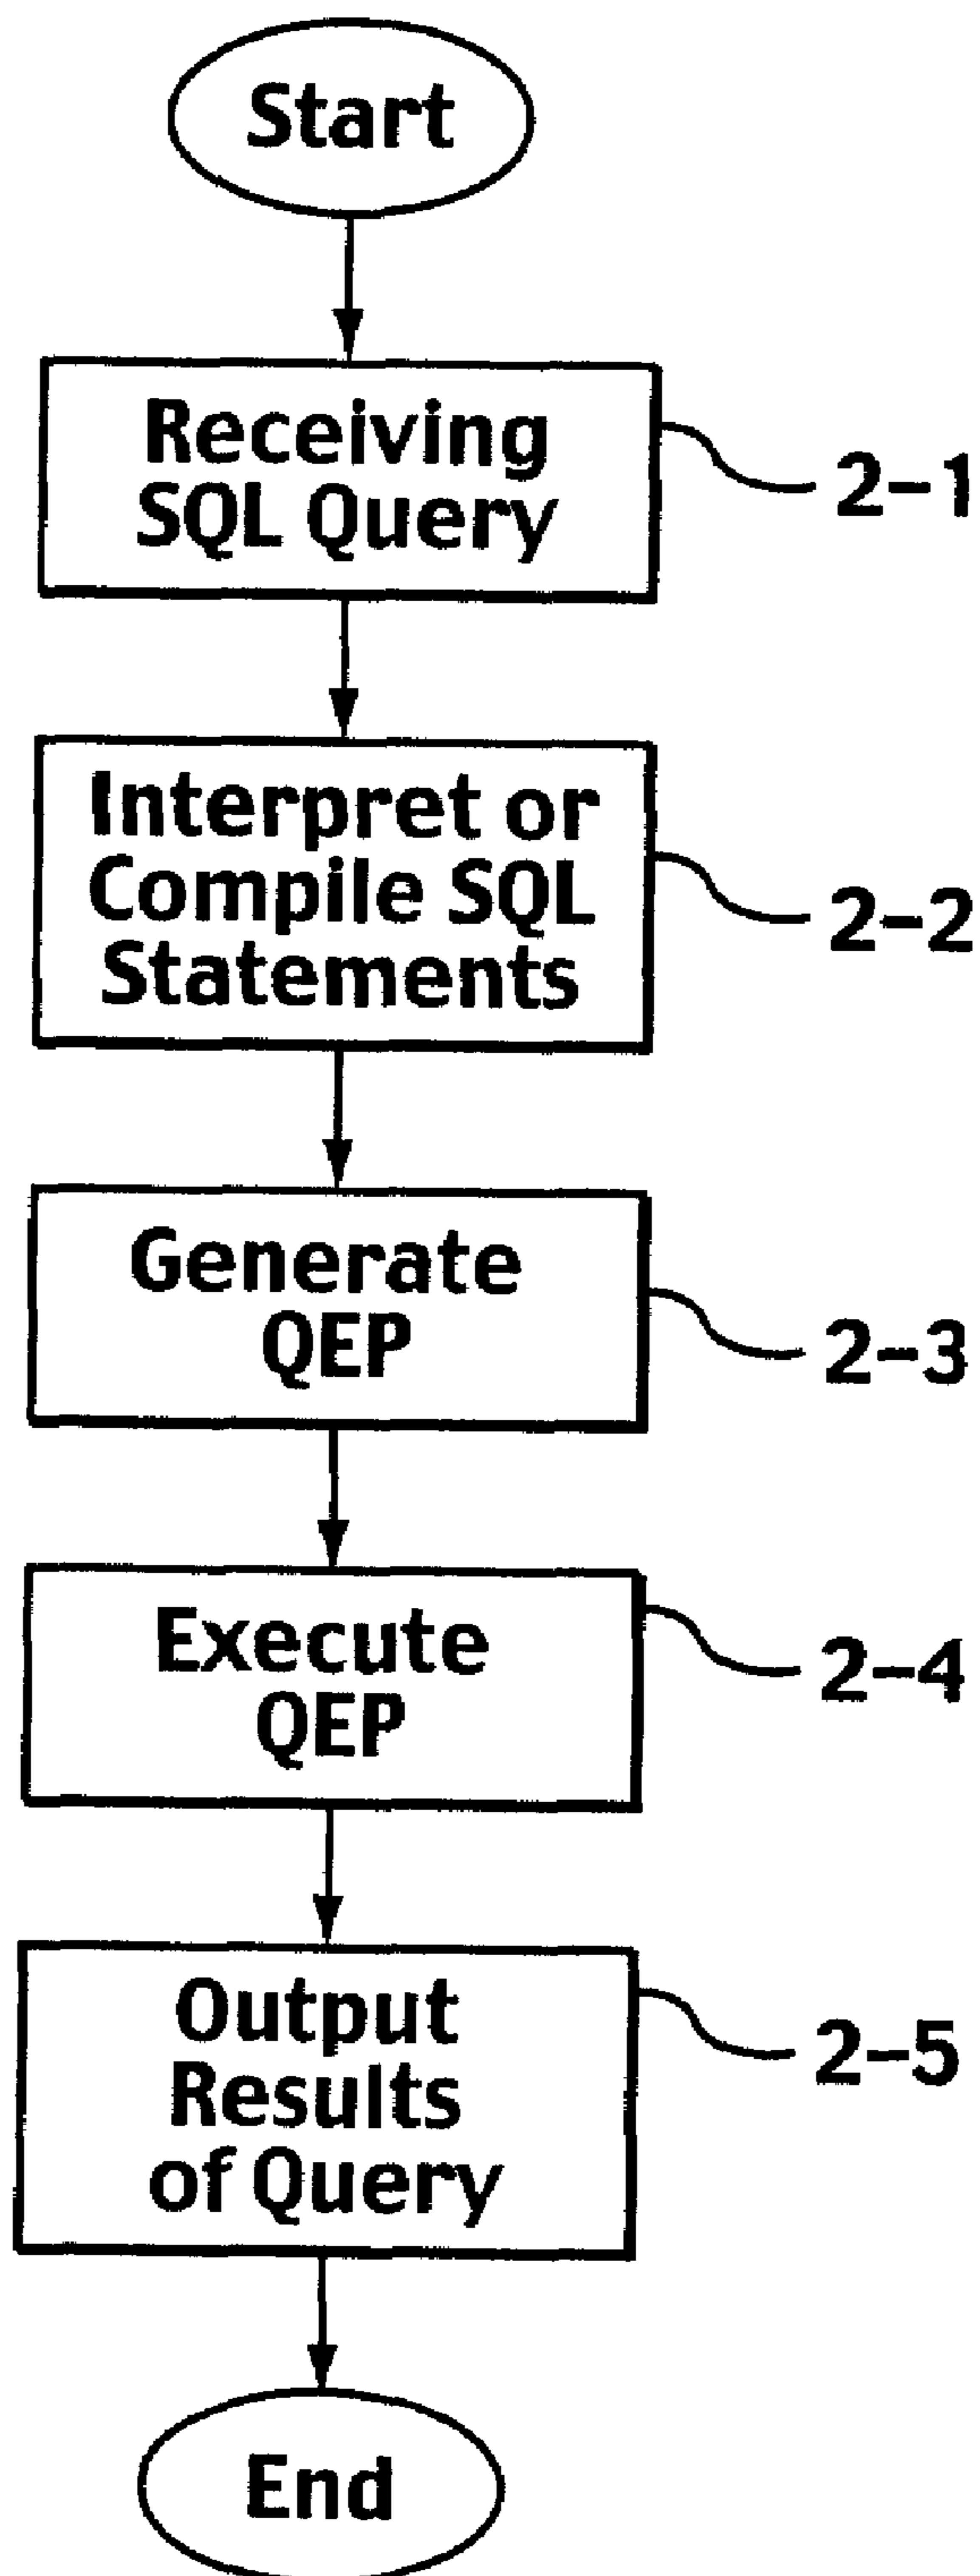 Start
Receiving
SQL Query
2-1
Interpret or
Compile SQL
Statements
2-2
Generate
QEP
2-3
Execute
QEP
2-4
Output
Results
of Query
2-5
End